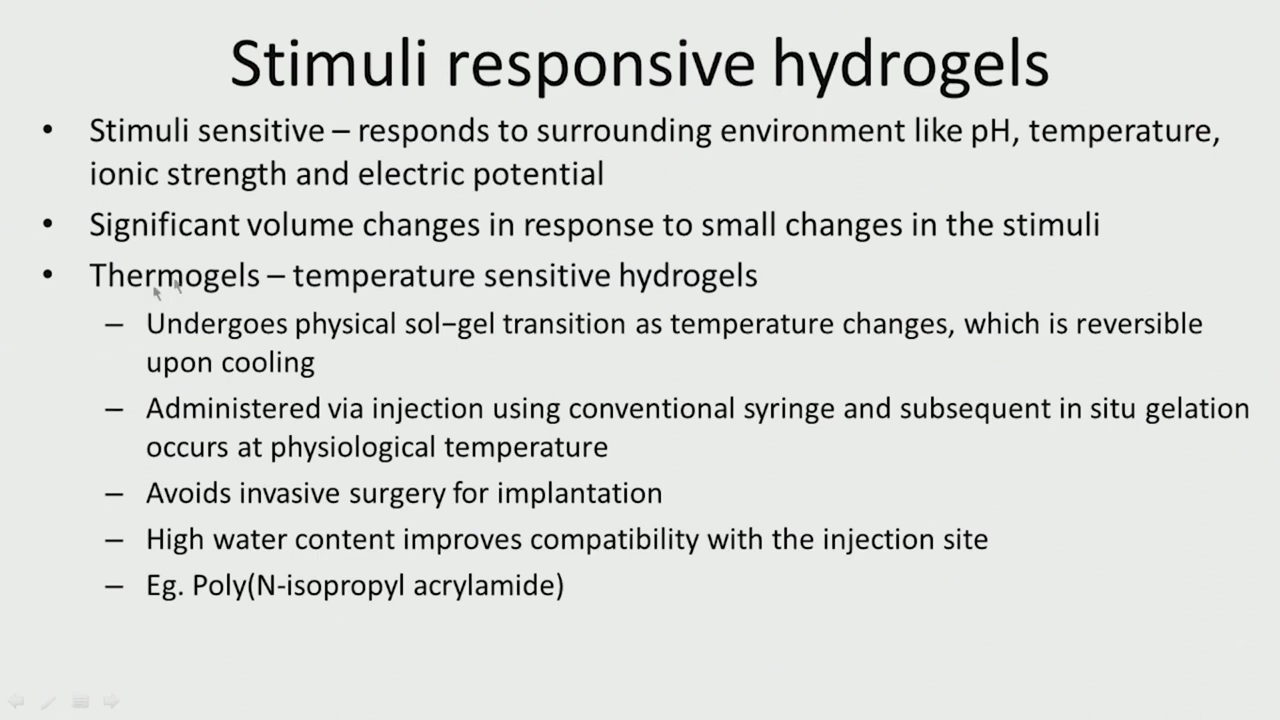 Stimuli responsive hydrogels
• Stimuli sensitive – responds to surrounding environment like pH, temperature,
ionic strength and electric potential
• Significant volume changes in response to small changes in the stimuli
• Thermogels – temperature sensitive hydrogels
– Undergoes physical sol−gel transition as temperature changes, which is reversible
upon cooling
– Administered via injection using conventional syringe and subsequent in situ gelation
occurs at physiological temperature
– Avoids invasive surgery for implantation
– High water content improves compatibility with the injection site
– Eg. Poly(N-isopropyl acrylamide)